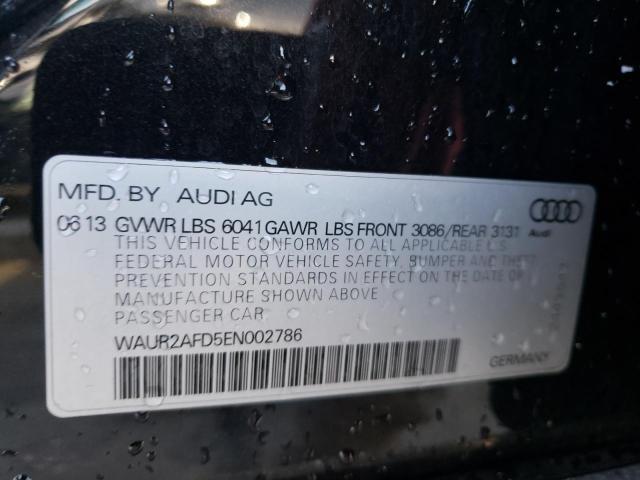 MFD. BY AUDI AG
06 13 GVWR LBS 6041 GAWR LBS FRONT 3086/REAR 3131
THIS VEHICLE CONFORMS TO ALL APPLICABLE U.S.
FEDERAL MOTOR VEHICLE SAFETY, BUMPER AND THEFT
PREVENTION STANDARDS IN EFFECT ON THE DATE OF
MANUFACTURE SHOWN ABOVE
PASSENGER CAR
WAUR2AFD5EN002786
Audi
GERMANY